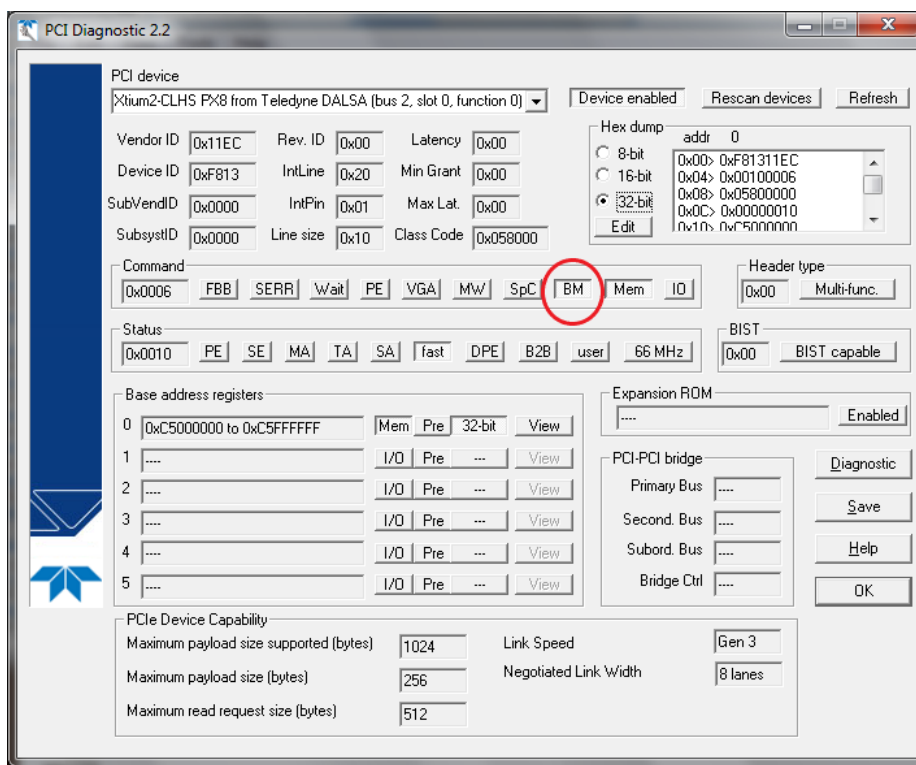 PCI Diagnostic 2.2
PCI device
Xtium2-CLHS PX8 from Teledyne DALSA (bus 2, slot 0, function 0)
Device enabled
Rescan devices
Refresh
Vendor ID 0x11EC Rev. ID 0x00 Latency 0x00
Device ID 0xF813 IntLine 0x20 Min Grant 0x00
SubVendID 0x0000 IntPin 0x01 Max Lat. 0x00
SubsystID 0x0000 Line size 0x10 Class Code 0x058000
Hex dump addr 0
8-bit
16-bit
32-bit
Edit
0x00> 0xF81311EC
0x04> 0x00100006
0x08> 0x05800000
0x0C> 0x00000010
0x10> 0xC5000000
Command
0x0006 FBB SERR Wait PE VGA MW SpC BM Mem IO
Header type
0x00 Multi-func.
Status
0x0010 PE SE MA TA SA fast DPE B2B user 66 MHz
BIST
0x00 BIST capable
Base address registers
0 0xC5000000 to 0xC5FFFFFF Mem Pre 32-bit View
1 ---- I/O Pre --- View
2 ---- I/O Pre --- View
3 ---- I/O Pre --- View
4 ---- I/O Pre --- View
5 ---- I/O Pre --- View
Expansion ROM
---- Enabled
PCI-PCI bridge
Primary Bus ----
Second. Bus ----
Subord. Bus ----
Bridge Ctrl ----
Diagnostic
Save
Help
OK
PCIe Device Capability
Maximum payload size supported (bytes) 1024 Link Speed Gen 3
Maximum payload size (bytes) 256 Negotiated Link Width 8 lanes
Maximum read request size (bytes) 512